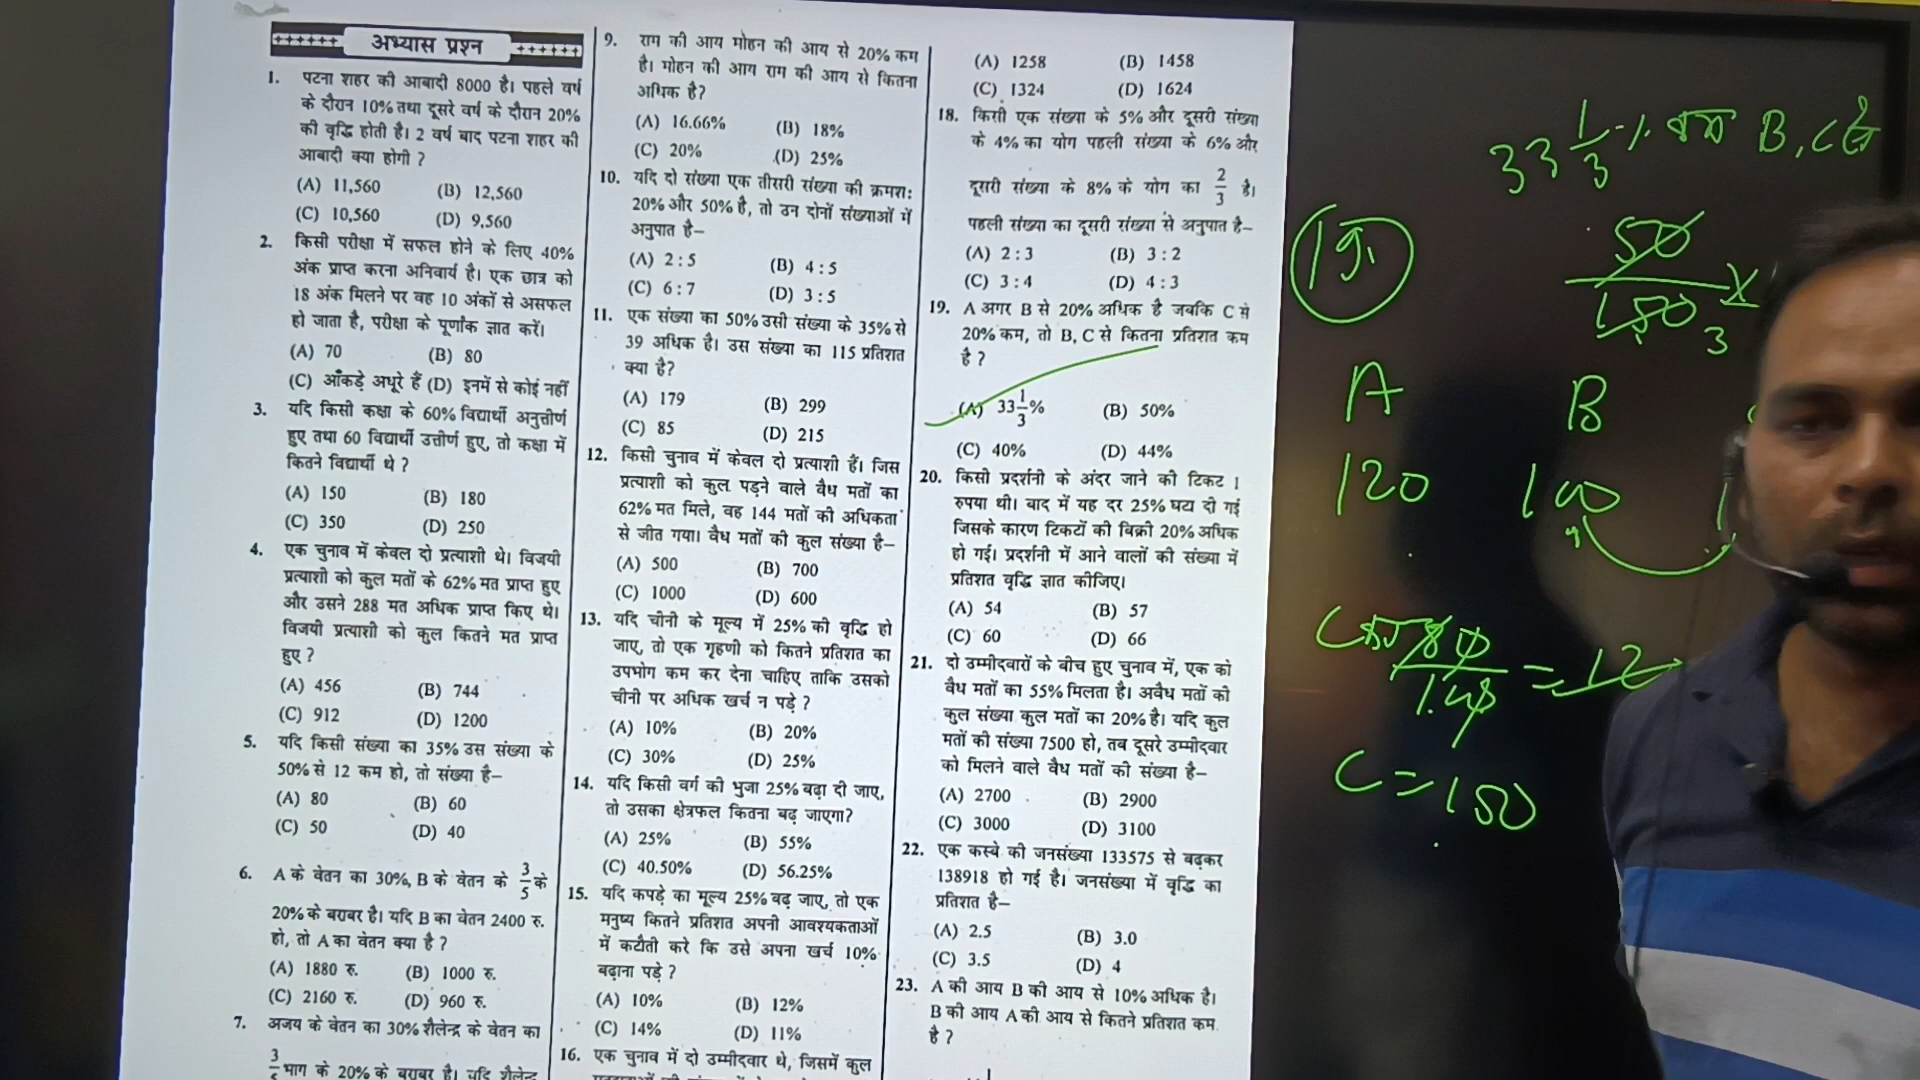 अभ्यास प्रश्न
1. पटना शहर की आबादी 8000 है। पहले वर्ष
के दौरान 10% तथा दूसरे वर्ष के दौरान 20%
की वृद्धि होती है। 2 वर्ष बाद पटना शहर की
आबादी क्या होगी ?
(A) 11,560 (B) 12,560
(C) 10,560 (D) 9,560
2. किसी परीक्षा में सफल होने के लिए 40%
अंक प्राप्त करना अनिवार्य है। एक छात्र को
18 अंक मिलने पर वह 10 अंकों से असफल
हो जाता है, परीक्षा के पूर्णांक ज्ञात करें।
(A) 70 (B) 80
(C) आँकड़े अधूरे हैं (D) इनमें से कोई नहीं
3. यदि किसी कक्षा के 60% विद्यार्थी अनुत्तीर्ण
हुए तथा 60 विद्यार्थी उत्तीर्ण हुए, तो कक्षा में
कितने विद्यार्थी थे ?
(A) 150 (B) 180
(C) 350 (D) 250
4. एक चुनाव में केवल दो प्रत्याशी थे। विजयी
प्रत्याशी को कुल मतों के 62% मत प्राप्त हुए
और उसने 288 मत अधिक प्राप्त किए थे।
विजयी प्रत्याशी को कुल कितने मत प्राप्त
हुए ?
(A) 456 (B) 744
(C) 912 (D) 1200
5. यदि किसी संख्या का 35% उस संख्या के
50% से 12 कम हो, तो संख्या है–
(A) 80 (B) 60
(C) 50 (D) 40
6. A के वेतन का 30%, B के वेतन के 3/5 के
20% के बराबर है। यदि B का वेतन 2400 रु.
हो, तो A का वेतन क्या है ?
(A) 1880 रु. (B) 1000 रु.
(C) 2160 रु. (D) 960 रु.
7. अजय के वेतन का 30% शैलेन्द्र के वेतन का
भाग के 20% के बराबर है। यदि शैलेन्द्र
9. राम की आय मोहन की आय से 20% कम
है। मोहन की आय राम की आय से कितना
अधिक है?
(A) 16.66% (B) 18%
(C) 20% (D) 25%
10. यदि दो संख्या एक तीसरी संख्या की क्रमशः
20% और 50% है, तो उन दोनों संख्याओं में
अनुपात है–
(A) 2 : 5 (B) 4 : 5
(C) 6 : 7 (D) 3 : 5
11. एक संख्या का 50% उसी संख्या के 35% से
39 अधिक है। उस संख्या का 115 प्रतिशत
क्या है?
(A) 179 (B) 299
(C) 85 (D) 215
12. किसी चुनाव में केवल दो प्रत्याशी हैं। जिस
प्रत्याशी को कुल पड़ने वाले वैध मतों का
62% मत मिले, वह 144 मतों की अधिकता
से जीत गया। वैध मतों की कुल संख्या है–
(A) 500 (B) 700
(C) 1000 (D) 600
13. यदि चीनी के मूल्य में 25% की वृद्धि हो
जाए, तो एक गृहणी को कितने प्रतिशत का
उपभोग कम कर देना चाहिए ताकि उसको
चीनी पर अधिक खर्च न पड़े ?
(A) 10% (B) 20%
(C) 30% (D) 25%
14. यदि किसी वर्ग की भुजा 25% बढ़ा दी जाए,
तो उसका क्षेत्रफल कितना बढ़ जाएगा?
(A) 25% (B) 55%
(C) 40.50% (D) 56.25%
15. यदि कपड़े का मूल्य 25% बढ़ जाए, तो एक
मनुष्य कितने प्रतिशत अपनी आवश्यकताओं
में कटौती करे कि उसे अपना खर्च 10%
बढ़ाना पड़े ?
(A) 10% (B) 12%
(C) 14% (D) 11%
16. एक चुनाव में दो उम्मीदवार थे, जिसमें कुल
(A) 1258 (B) 1458
(C) 1324 (D) 1624
18. किसी एक संख्या के 5% और दूसरी संख्या
के 4% का योग पहली संख्या के 6% और
दूसरी संख्या के 8% के योग का 2/3 है।
पहली संख्या का दूसरी संख्या से अनुपात है–
(A) 2 : 3 (B) 3 : 2
(C) 3 : 4 (D) 4 : 3
19. A अगर B से 20% अधिक है जबकि C से
20% कम, तो B, C से कितना प्रतिशत कम
है ?
(A) 33 1/3% (B) 50%
(C) 40% (D) 44%
20. किसी प्रदर्शनी के अंदर जाने की टिकट 1
रुपया थी। बाद में यह दर 25% घटा दी गई
जिसके कारण टिकटों की बिक्री 20% अधिक
हो गई। प्रदर्शनी में आने वालों की संख्या में
प्रतिशत वृद्धि ज्ञात कीजिए।
(A) 54 (B) 57
(C) 60 (D) 66
21. दो उम्मीदवारों के बीच हुए चुनाव में, एक को
वैध मतों का 55% मिलता है। अवैध मतों की
कुल संख्या कुल मतों का 20% है। यदि कुल
मतों की संख्या 7500 हो, तब दूसरे उम्मीदवार
को मिलने वाले वैध मतों की संख्या है–
(A) 2700 (B) 2900
(C) 3000 (D) 3100
22. एक कस्बे की जनसंख्या 133575 से बढ़कर
138918 हो गई है। जनसंख्या में वृद्धि का
प्रतिशत है–
(A) 2.5 (B) 3.0
(C) 3.5 (D) 4
23. A की आय B की आय से 10% अधिक है।
B की आय A की आय से कितने प्रतिशत कम
है ?
33 1/3 % कम B, C से
19.
50
150 3 ×
A B
120 100
C का 80/100 = 120
C = 150